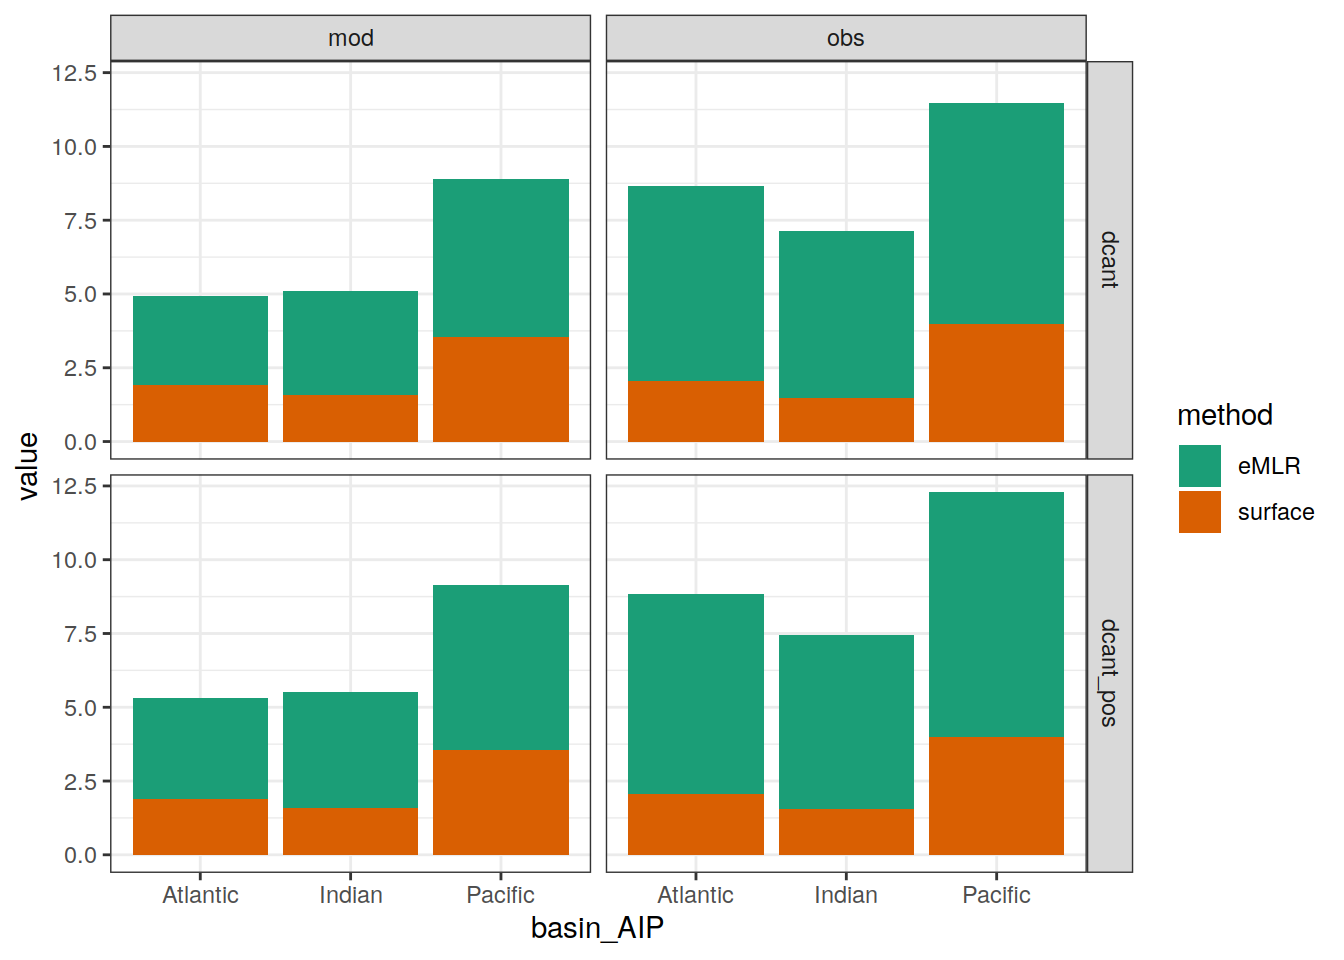 mod
obs
12.5
10.0
7.5
5.0
2.5
0.0
dcant
12.5
10.0
7.5
5.0
2.5
0.0
dcant_pos
value
Atlantic Indian Pacific
Atlantic Indian Pacific
basin_AIP
method
eMLR
surface